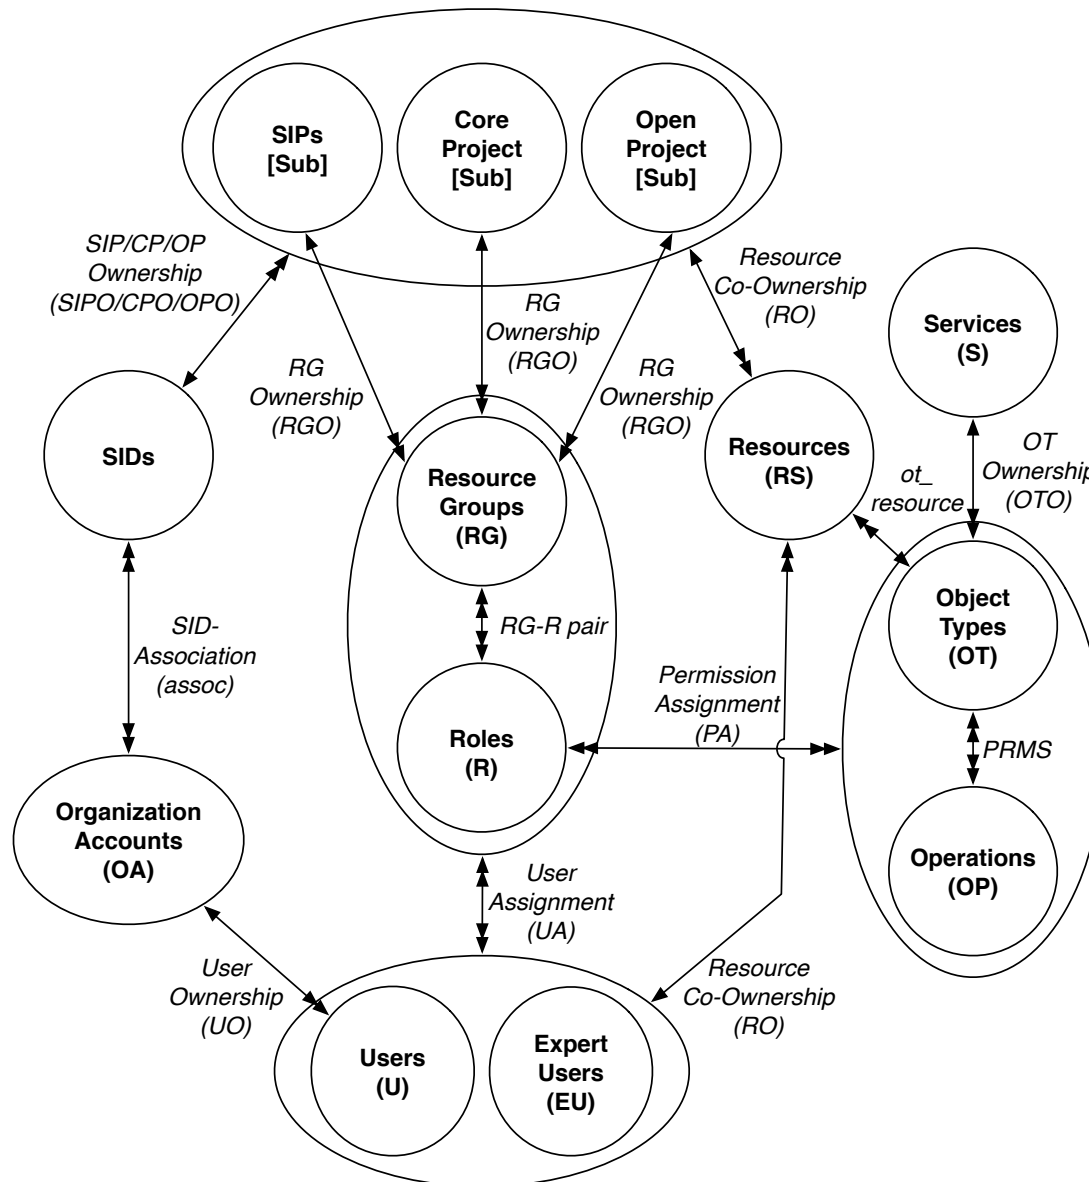 SIPs
[Sub]
Core
Project
[Sub]
Open
Project
[Sub]
SIP/CP/OP
Ownership
(SIPO/CPO/OPO)
RG
Ownership
(RGO)
RG
Ownership
(RGO)
RG
Ownership
(RGO)
Resource
Co-Ownership
(RO)
Services
(S)
SIDs
Resource
Groups
(RG)
Resources
(RS)
ot_
resource
OT
Ownership
(OTO)
Object
Types
(OT)
SID-
Association
(assoc)
RG-R pair
Permission
Assignment
(PA)
Roles
(R)
PRMS
Organization
Accounts
(OA)
Operations
(OP)
User
Assignment
(UA)
User
Ownership
(UO)
Resource
Co-Ownership
(RO)
Users
(U)
Expert
Users
(EU)